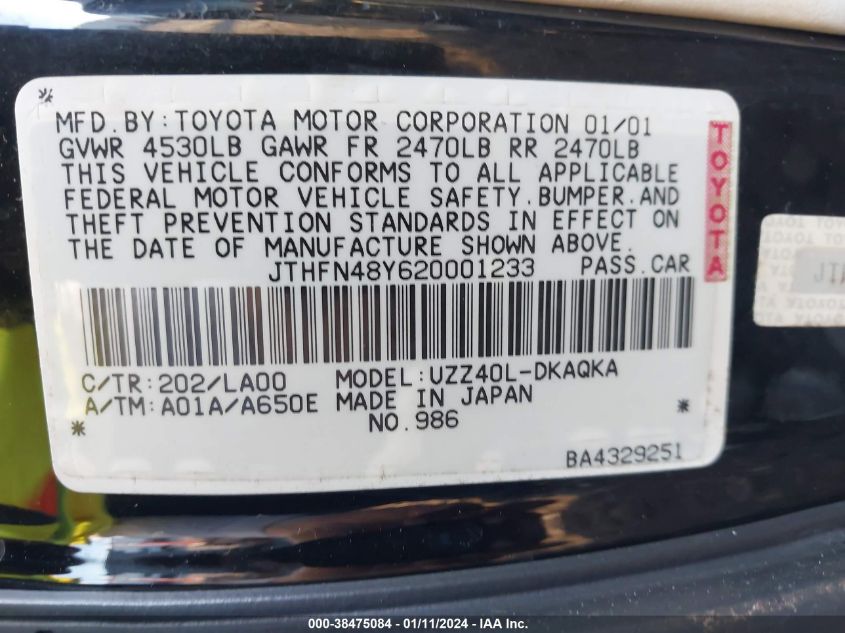 MFD.BY:TOYOTA MOTOR CORPORATION 01/01
GVWR 4530LB GAWR FR 2470LB RR 2470LB
THIS VEHICLE CONFORMS TO ALL APPLICABLE
FEDERAL MOTOR VEHICLE SAFETY.BUMPER.AND
THEFT PREVENTION STANDARDS IN EFFECT ON
THE DATE OF MANUFACTURE SHOWN ABOVE.
JTHFN48Y620001233 PASS.CAR
TOYOTA
C/TR:202/LA00 MODEL:UZZ40L-DKAQKA
A/TM:A01A/A650E MADE IN JAPAN
NO.986
BA4329251
000-38475084 - 01/11/2024 - IAA Inc.